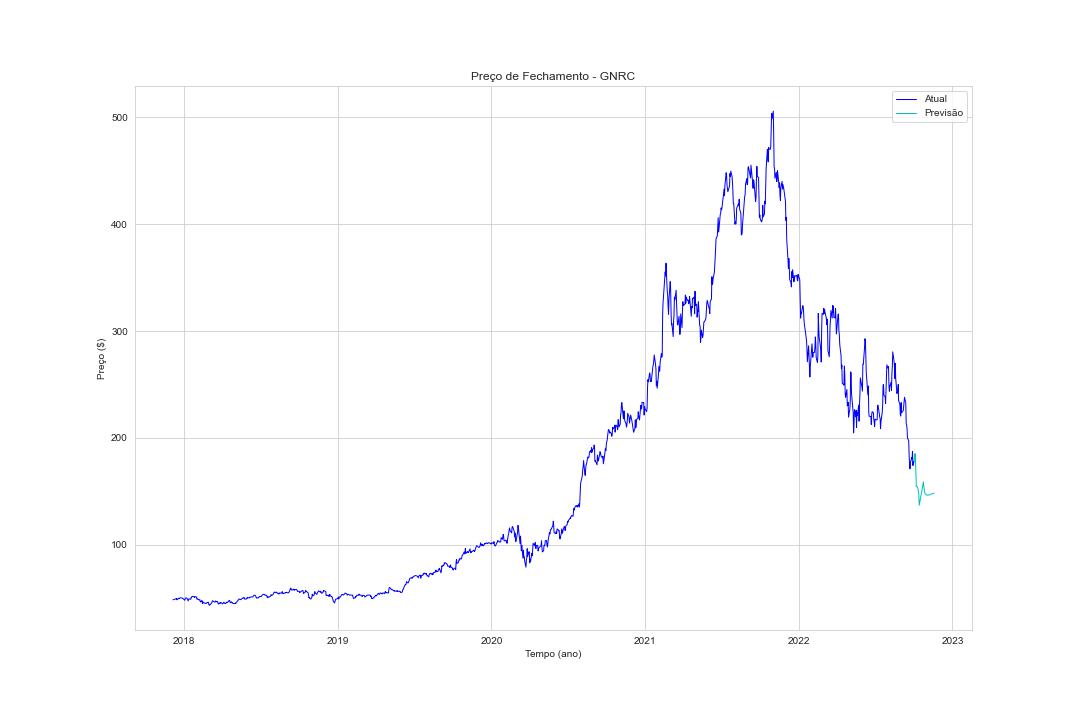 Preço de Fechamento - GNRC
Atual
Previsão
500
400
300
200
100
Preço ($)
2018 2019 2020 2021 2022 2023
Tempo (ano)